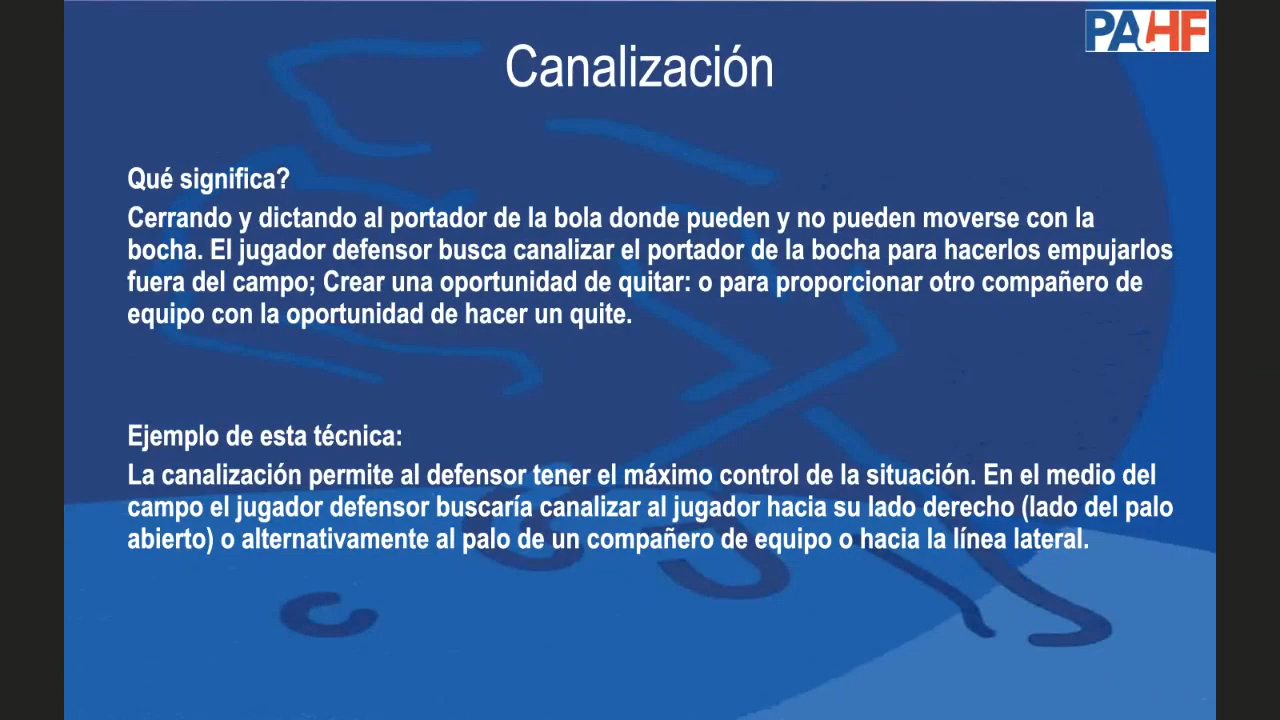 PAHF
Canalización
Qué significa?
Cerrando y dictando al portador de la bola donde pueden y no pueden moverse con la
bocha. El jugador defensor busca canalizar el portador de la bocha para hacerlos empujarlos
fuera del campo; Crear una oportunidad de quitar: o para proporcionar otro compañero de
equipo con la oportunidad de hacer un quite.
Ejemplo de esta técnica:
La canalización permite al defensor tener el máximo control de la situación. En el medio del
campo el jugador defensor buscaría canalizar al jugador hacia su lado derecho (lado del palo
abierto) o alternativamente al palo de un compañero de equipo o hacia la línea lateral.